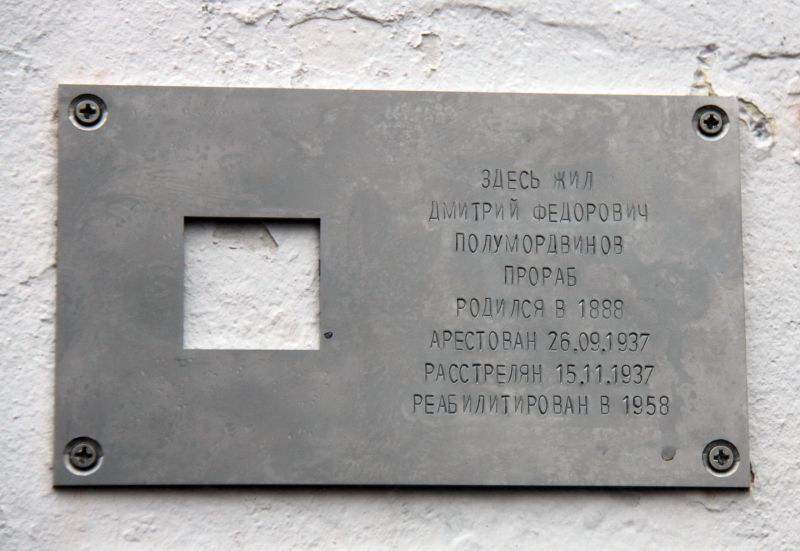 ЗДЕСЬ ЖИЛ
ДМИТРИЙ ФЕДОРОВИЧ
ПОЛУМОРДВИНОВ
ПРОРАБ
РОДИЛСЯ В 1888
АРЕСТОВАН 26.09.1937
РАССТРЕЛЯН 15.11.1937
РЕАБИЛИТИРОВАН В 1958